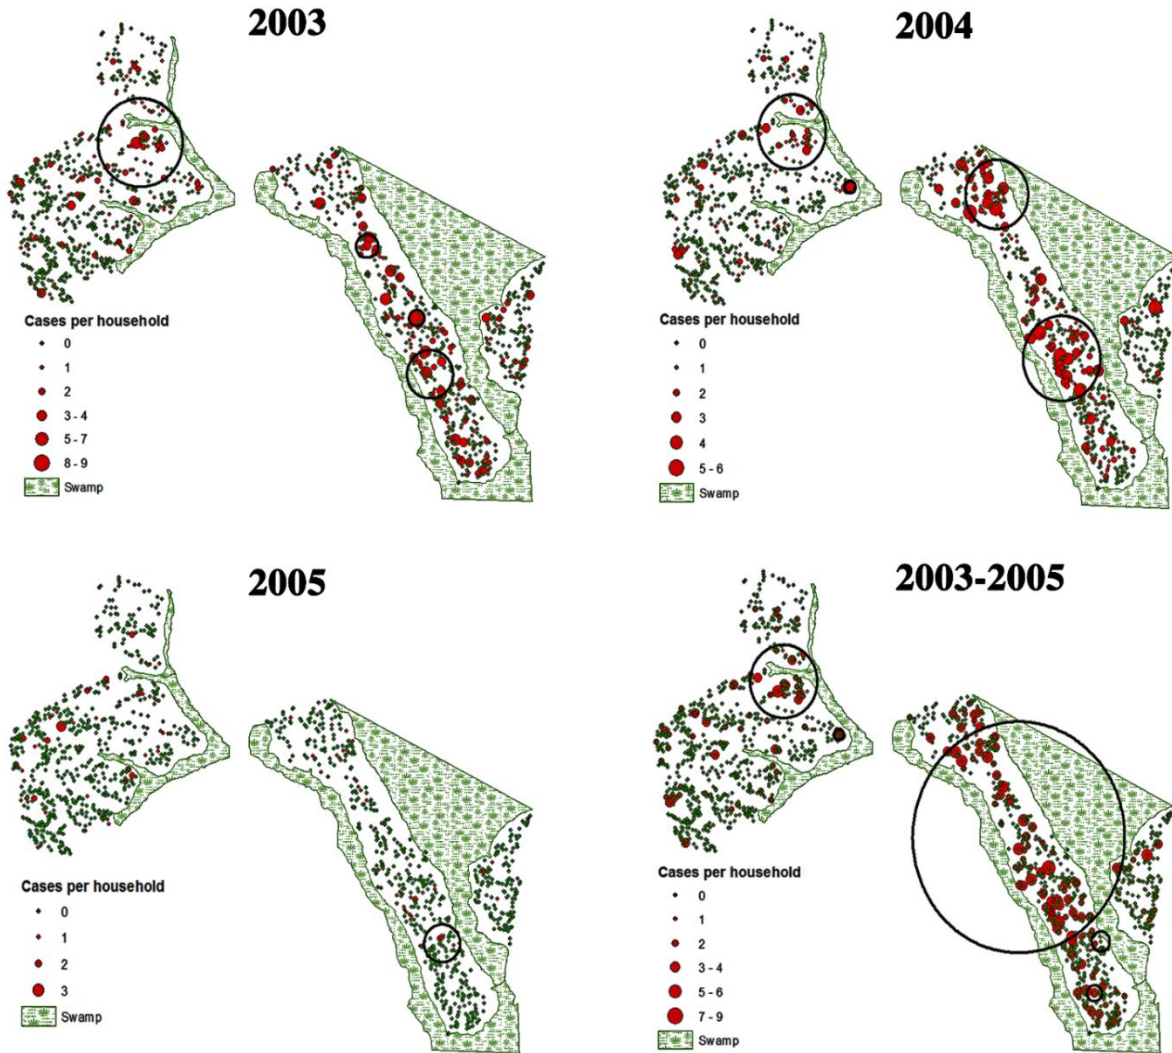 2003
Cases per household
0
1
2
3 - 4
5 - 7
8 - 9
Swamp
2004
Cases per household
0
1
2
3
4
5 - 6
Swamp
2005
Cases per household
0
1
2
3
Swamp
2003-2005
Cases per household
0
1
2
3 - 4
5 - 6
7 - 9
Swamp